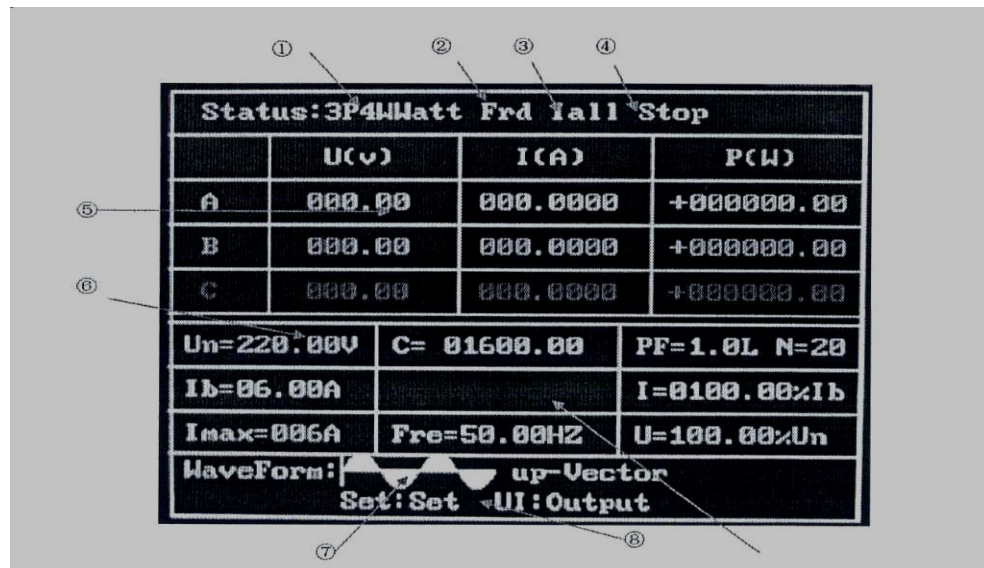 ① ② ③ ④
Status:3P4WWatt Frd Iall Stop
U(v) I(A) P(W)
A 000.00 000.0000 +000000.00
⑤
B 000.00 000.0000 +000000.00
C 000.00 000.0000 +000000.00
⑥
Un=220.00V C= 01600.00 PF=1.0L N=20
Ib=06.00A I=0100.00%Ib
Imax=006A Fre=50.00HZ U=100.00%Un
WaveForm: up-Vector
Set:Set UI:Output
⑦ ⑧